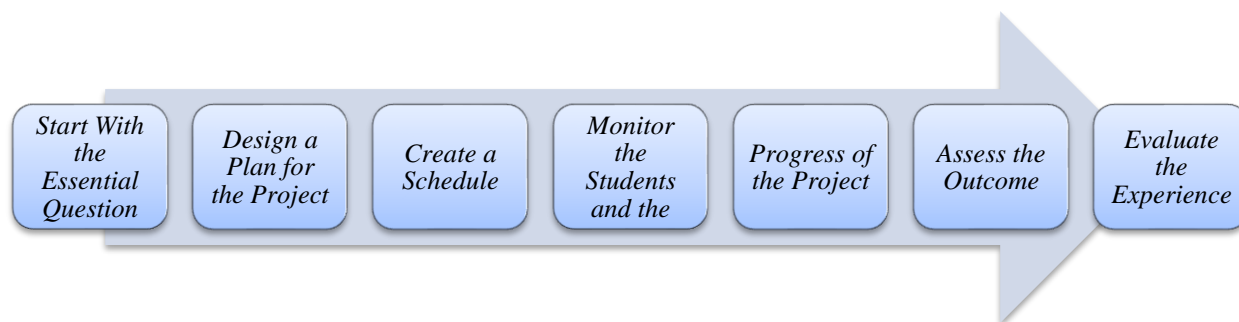 Start With
the
Essential
Question
Design a
Plan for
the Project
Create a
Schedule
Monitor
the
Students
and the
Progress of
the Project
Assess the
Outcome
Evaluate
the
Experience